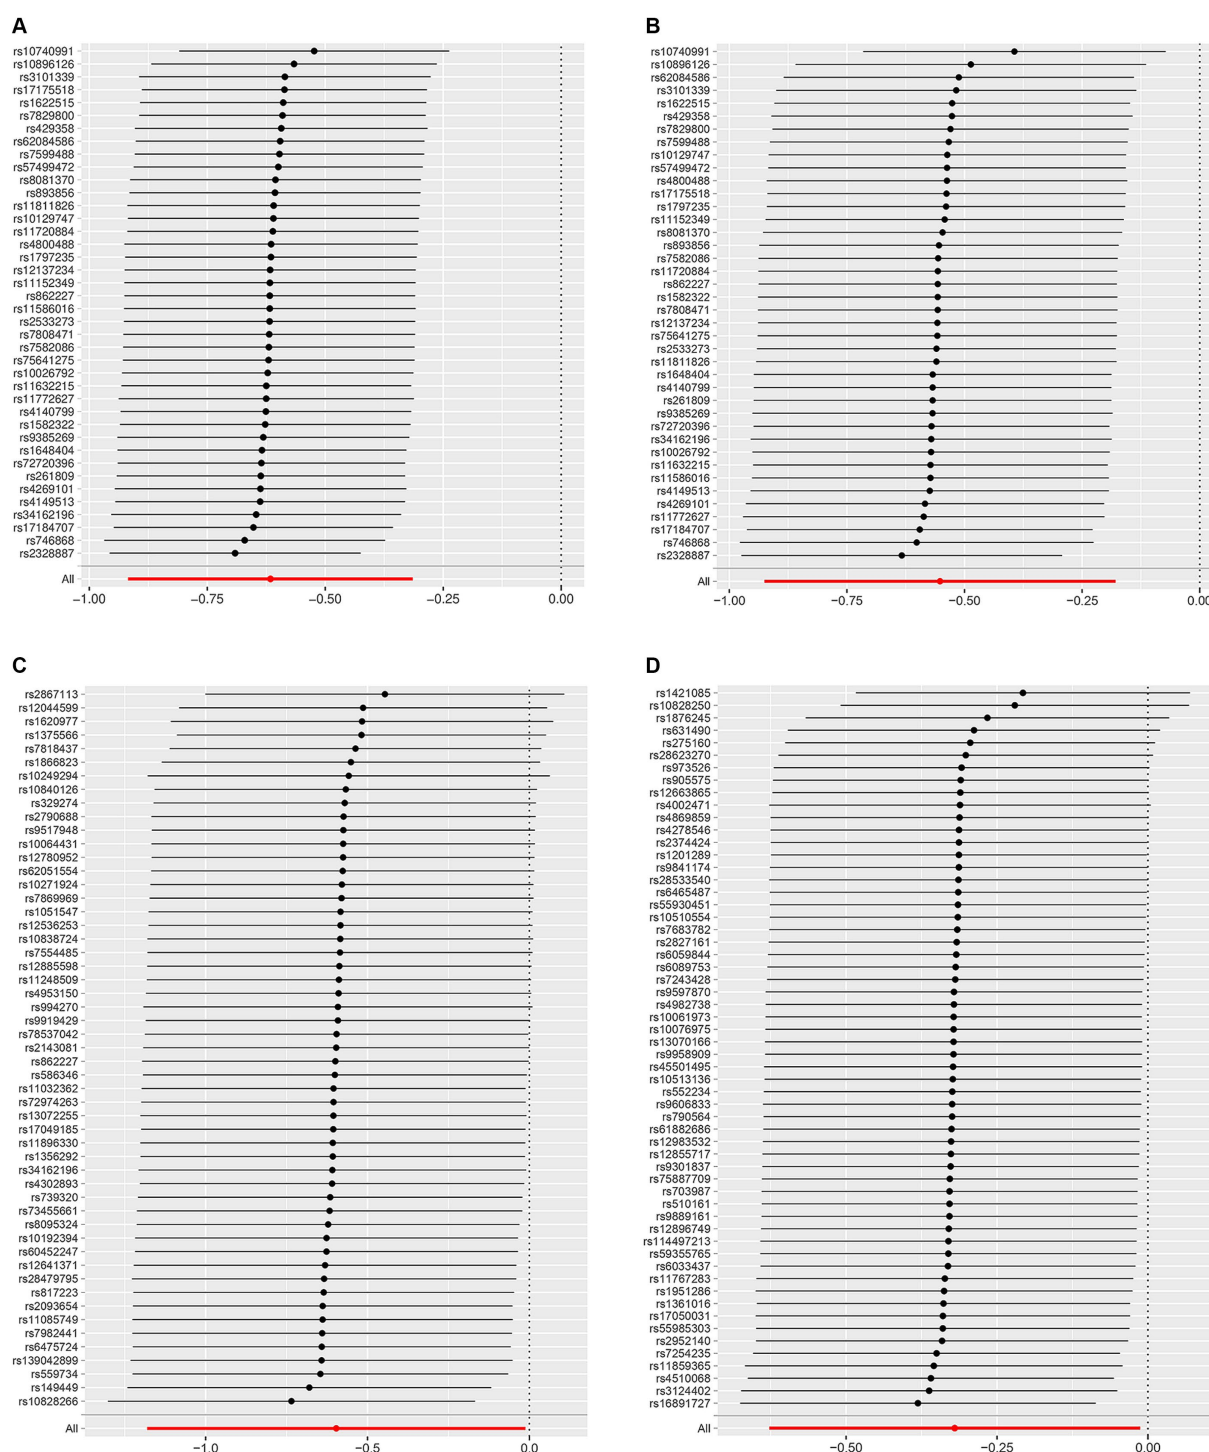 A
rs10740991
rs10896126
rs3101339
rs17175518
rs1622515
rs7829800
rs429358
rs62084586
rs7599488
rs57499472
rs8081370
rs893856
rs11811826
rs10129747
rs11720884
rs4800488
rs1797235
rs12137234
rs11152349
rs862227
rs11586016
rs2533273
rs7808471
rs7582086
rs75641275
rs10026792
rs11632215
rs11772627
rs4140799
rs1582322
rs9385269
rs1648404
rs72720396
rs261809
rs4269101
rs4149513
rs34162196
rs17184707
rs746868
rs2328887
All
−1.00 −0.75 −0.50 −0.25 0.00
B
rs10740991
rs10896126
rs62084586
rs3101339
rs1622515
rs429358
rs7829800
rs7599488
rs10129747
rs57499472
rs4800488
rs17175518
rs1797235
rs11152349
rs8081370
rs893856
rs7582086
rs11720884
rs862227
rs1582322
rs7808471
rs12137234
rs75641275
rs2533273
rs11811826
rs1648404
rs4140799
rs261809
rs9385269
rs72720396
rs34162196
rs10026792
rs11632215
rs11586016
rs4149513
rs4269101
rs11772627
rs17184707
rs746868
rs2328887
All
−1.00 −0.75 −0.50 −0.25 0.00
C
rs2867113
rs12044599
rs1620977
rs1375566
rs7818437
rs1866823
rs10249294
rs10840126
rs329274
rs2790688
rs9517948
rs10064431
rs12780952
rs62051554
rs10271924
rs7869969
rs1051547
rs12536253
rs10838724
rs7554485
rs12885598
rs11248509
rs4953150
rs994270
rs9919429
rs78537042
rs2143081
rs862227
rs586346
rs11032362
rs72974263
rs13072255
rs17049185
rs11896330
rs1356292
rs34162196
rs4302893
rs739320
rs73455661
rs8095324
rs10192394
rs60452247
rs12641371
rs28479795
rs817223
rs2093654
rs11085749
rs7982441
rs6475724
rs139042899
rs559734
rs149449
rs10828266
All
−1.0 −0.5 0.0
D
rs1421085
rs10828250
rs1876245
rs631490
rs275160
rs28623270
rs973526
rs905575
rs12663865
rs4002471
rs4869859
rs4278546
rs2374424
rs1201289
rs9841174
rs28533540
rs6465487
rs55930451
rs10510554
rs7683782
rs2827161
rs6059844
rs6089753
rs7243428
rs9597870
rs4982738
rs10061973
rs10076975
rs13070166
rs9958909
rs45501495
rs10513136
rs552234
rs9606833
rs790564
rs61882686
rs12983532
rs12855717
rs9301837
rs75887709
rs703987
rs510161
rs9889161
rs12896749
rs114497213
rs59355765
rs6033437
rs11767283
rs1951286
rs1361016
rs17050031
rs55985303
rs2952140
rs7254235
rs11859365
rs4510068
rs3124402
rs16891727
All
−0.50 −0.25 0.00